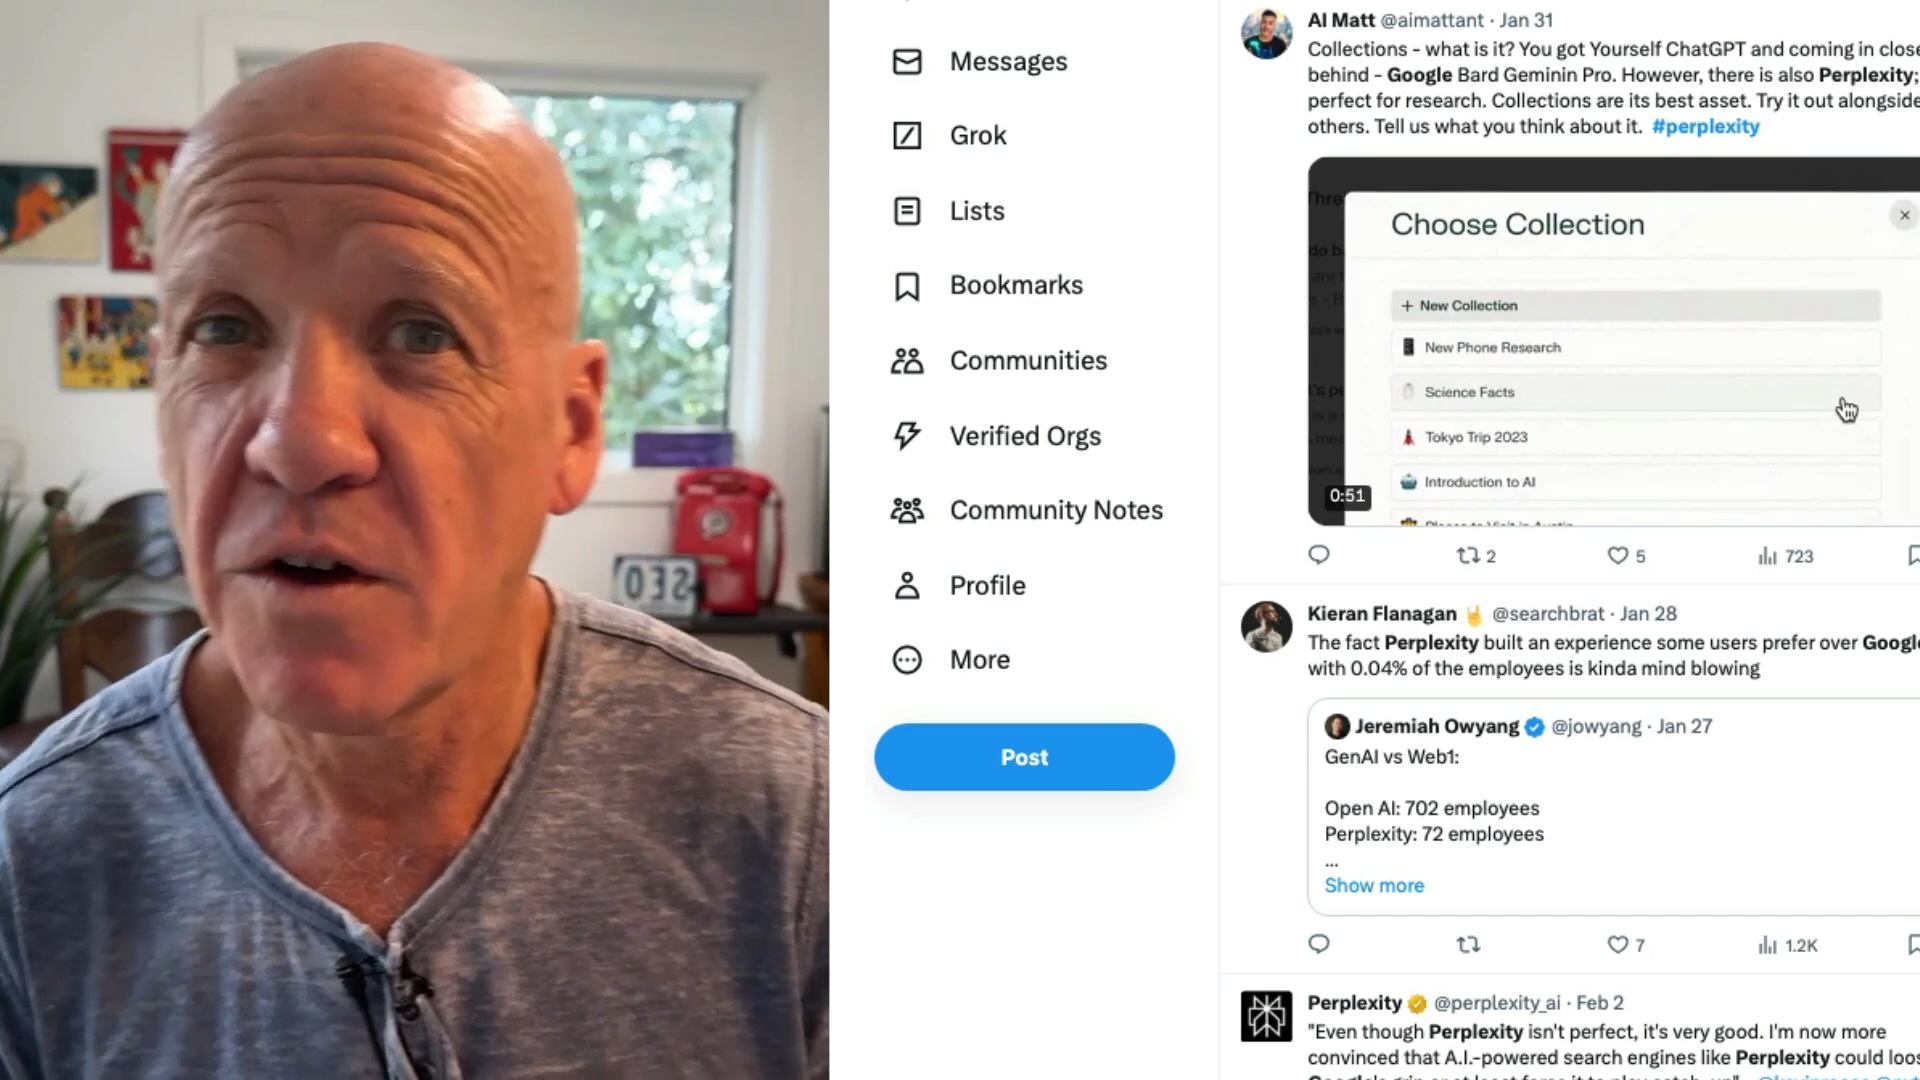 Messages
Grok
Lists
Bookmarks
Communities
Verified Orgs
Community Notes
Profile
More
Post
AI Matt @aimattant · Jan 31
Collections - what is it? You got Yourself ChatGPT and coming in close
behind - Google Bard Geminin Pro. However, there is also Perplexity;
perfect for research. Collections are its best asset. Try it out alongside
others. Tell us what you think about it. #perplexity
Choose Collection
+ New Collection
New Phone Research
Science Facts
Tokyo Trip 2023
Introduction to AI
0:51
2
5
723
Kieran Flanagan @searchbrat · Jan 28
The fact Perplexity built an experience some users prefer over Google
with 0.04% of the employees is kinda mind blowing
Jeremiah Owyang @jowyang · Jan 27
GenAI vs Web1:
Open AI: 702 employees
Perplexity: 72 employees
...
Show more
7
1.2K
Perplexity @perplexity_ai · Feb 2
"Even though Perplexity isn't perfect, it's very good. I'm now more
convinced that A.I.-powered search engines like Perplexity could loos
032